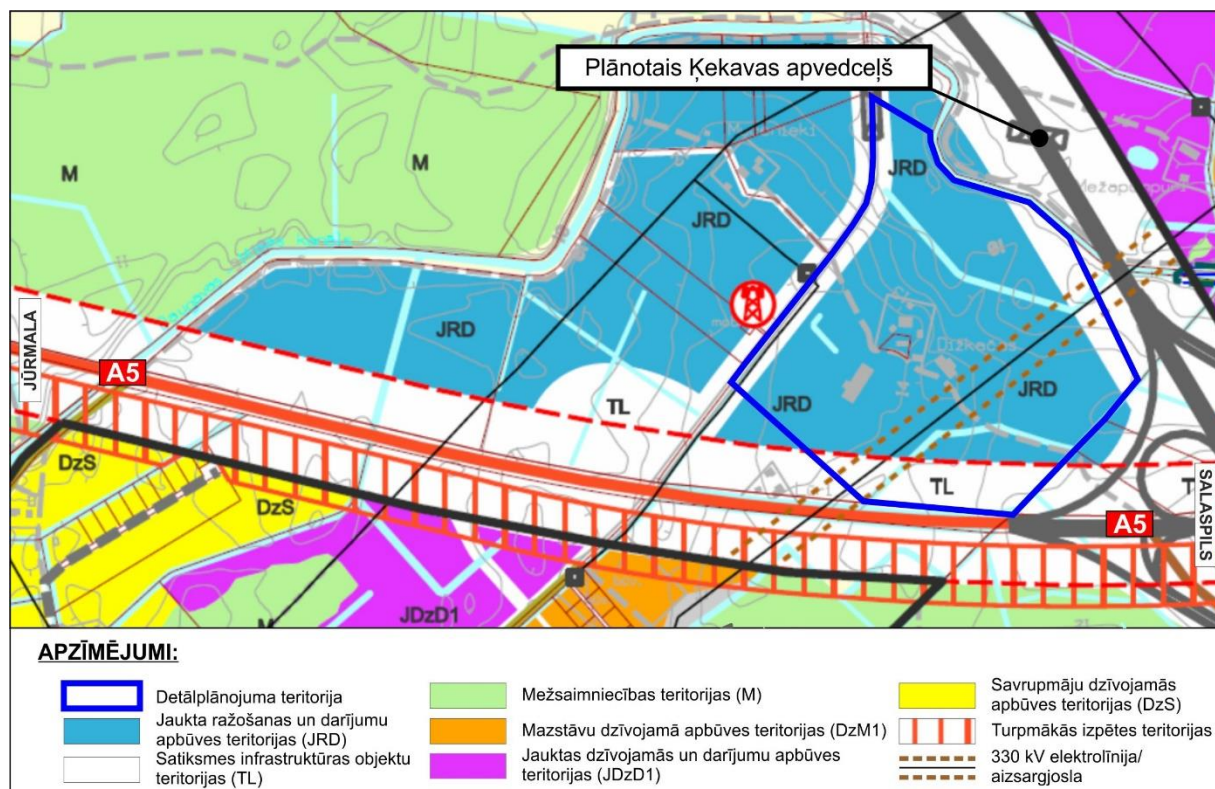 Plānotais Ķekavas apvedceļš
M
M
JRD
JRD
JRD
JRD
JRD
TL
TL
JŪRMALA
A5
A5
SALASPILS
DzS
DzS
JDzD1
M
APZĪMĒJUMI:
Detālplānojuma teritorija
Jaukta ražošanas un darījumu
apbūves teritorijas (JRD)
Satiksmes infrastruktūras objektu
teritorijas (TL)
Mežsaimniecības teritorijas (M)
Mazstāvu dzīvojamā apbūves teritorijas (DzM1)
Jauktas dzīvojamās un darījumu apbūves
teritorijas (JDzD1)
Savrupmāju dzīvojamās
apbūves teritorijas (DzS)
Turpmākās izpētes teritorijas
330 kV elektrolīnija/
aizsargjosla